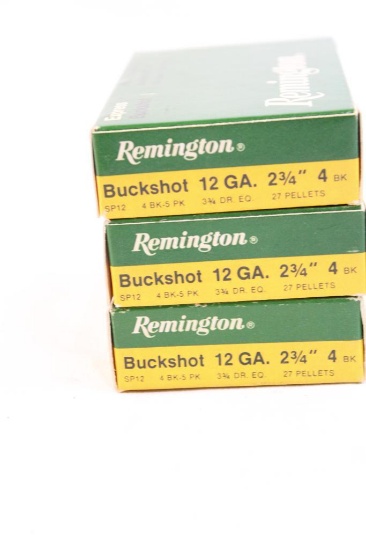 Remington
Express
Remington®
Buckshot 12 GA. 2¾" 4 BK
SP12 4 BK-5 PK 3¾ DR. EQ. 27 PELLETS
Remington®
Buckshot 12 GA. 2¾" 4 BK
SP12 4 BK-5 PK 3¾ DR. EQ. 27 PELLETS
Remington®
Buckshot 12 GA. 2¾" 4 BK
SP12 4 BK-5 PK 3¾ DR. EQ. 27 PELLETS